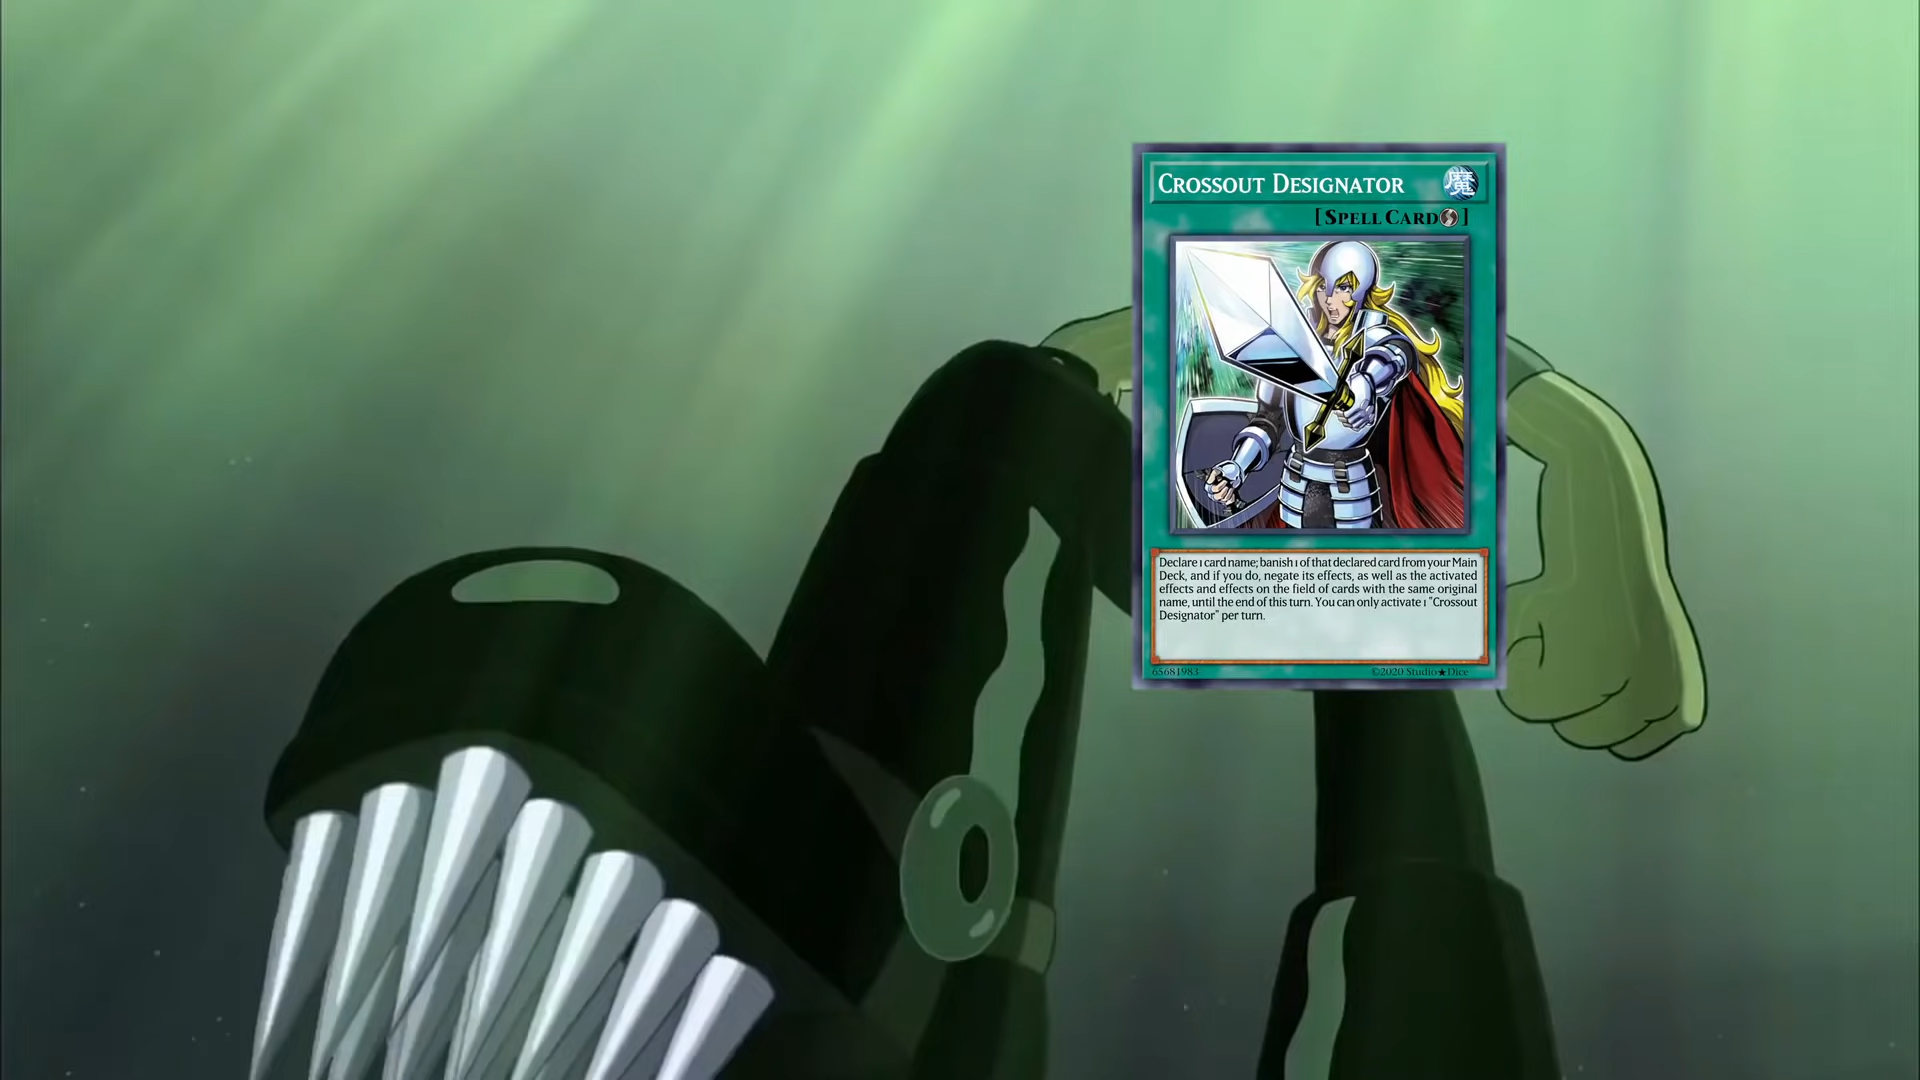 Crossout Designator 魔
[Spell Card]
Declare 1 card name; banish 1 of that declared card from your Main
Deck, and if you do, negate its effects, as well as the activated
effects and effects on the field of cards with the same original
name, until the end of this turn. You can only activate 1 "Crossout
Designator" per turn.
65681983 ©2020 Studio★Dice